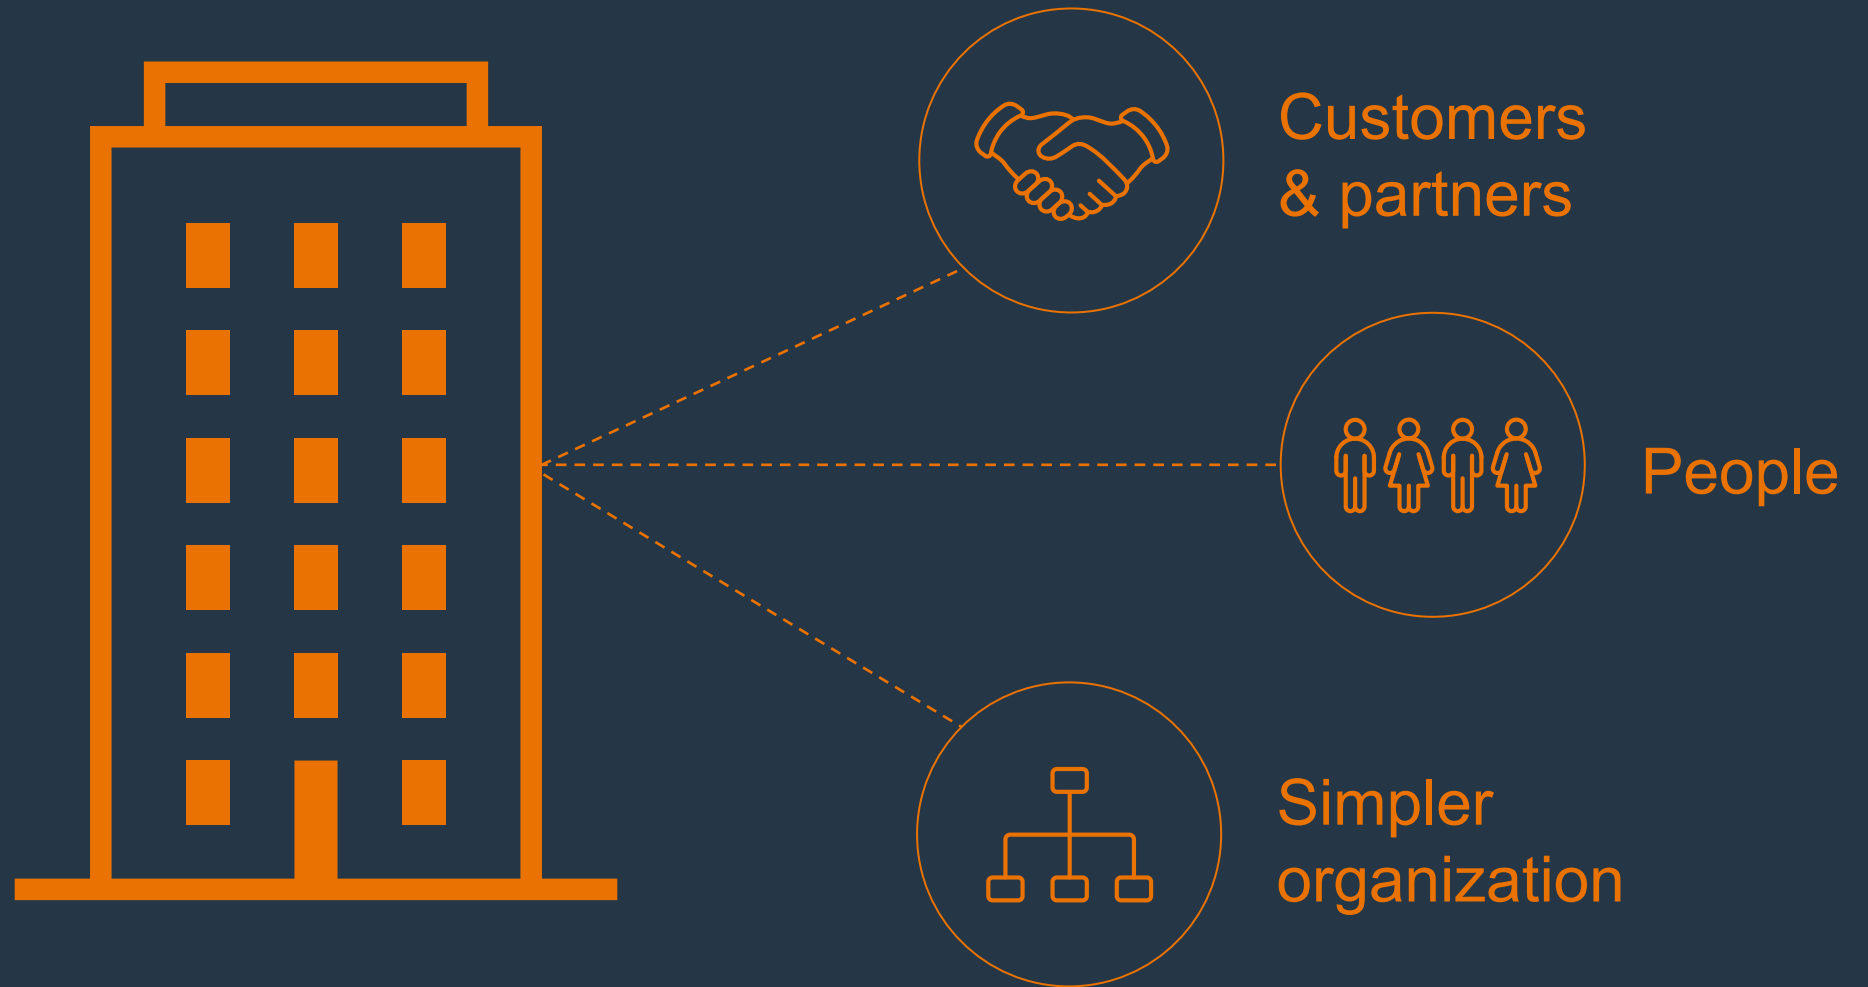 Customers
& partners
People
Simpler
organization